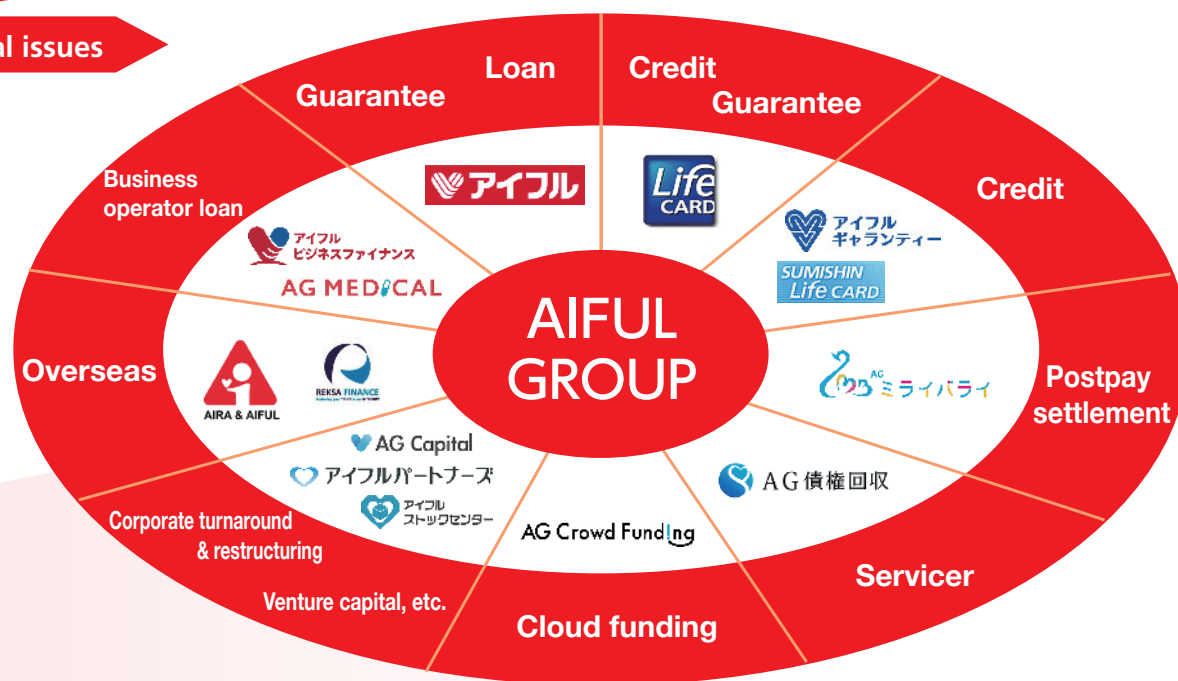 al issues
Loan
Guarantee
Credit
Guarantee
Credit
Postpay
settlement
Servicer
Cloud funding
Venture capital, etc.
Corporate turnaround
& restructuring
Overseas
Business
operator loan
アイフル
Life
CARD
アイフル
ギャランティー
SUMISHIN
Life CARD
AG
ミライバライ
AG債権回収
AG Crowd Fund!ng
AG Capital
アイフルパートナーズ
アイフル
ストックセンター
AIRA & AIFUL
REKSA FINANCE
アイフル
ビジネスファイナンス
AG MEDICAL
AIFUL
GROUP